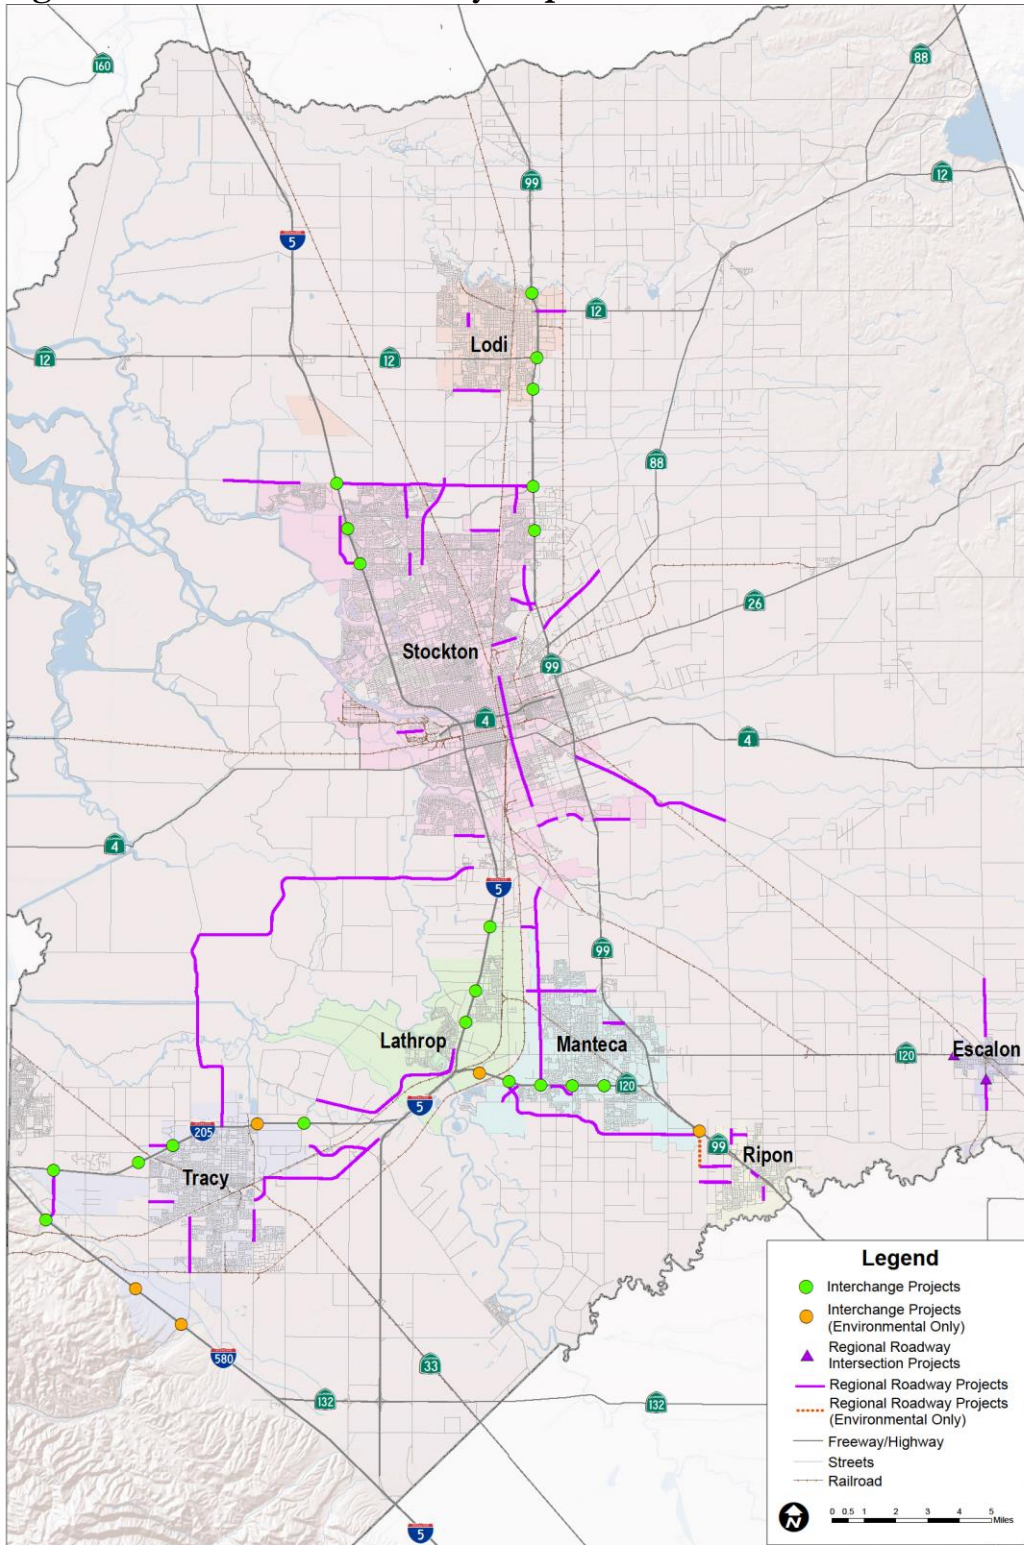 160
88
12
99
5
12
Lodi
12
12
88
26
Stockton
99
4
4
4
5
99
Lathrop
Manteca
Escalon
120
120
5
205
99
Ripon
Tracy
580
33
132
132
5
Legend
Interchange Projects
Interchange Projects
(Environmental Only)
Regional Roadway
Intersection Projects
Regional Roadway Projects
Regional Roadway Projects
(Environmental Only)
Freeway/Highway
Streets
Railroad
N
0 0.5 1 2 3 4 5
Miles